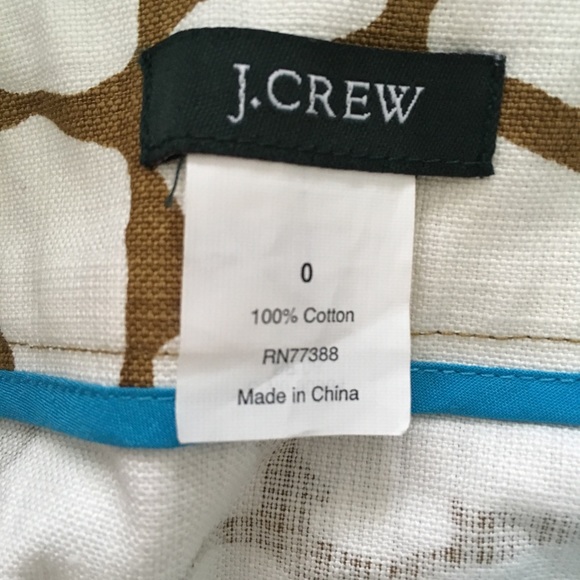 J.CREW
0
100% Cotton
RN77388
Made in China